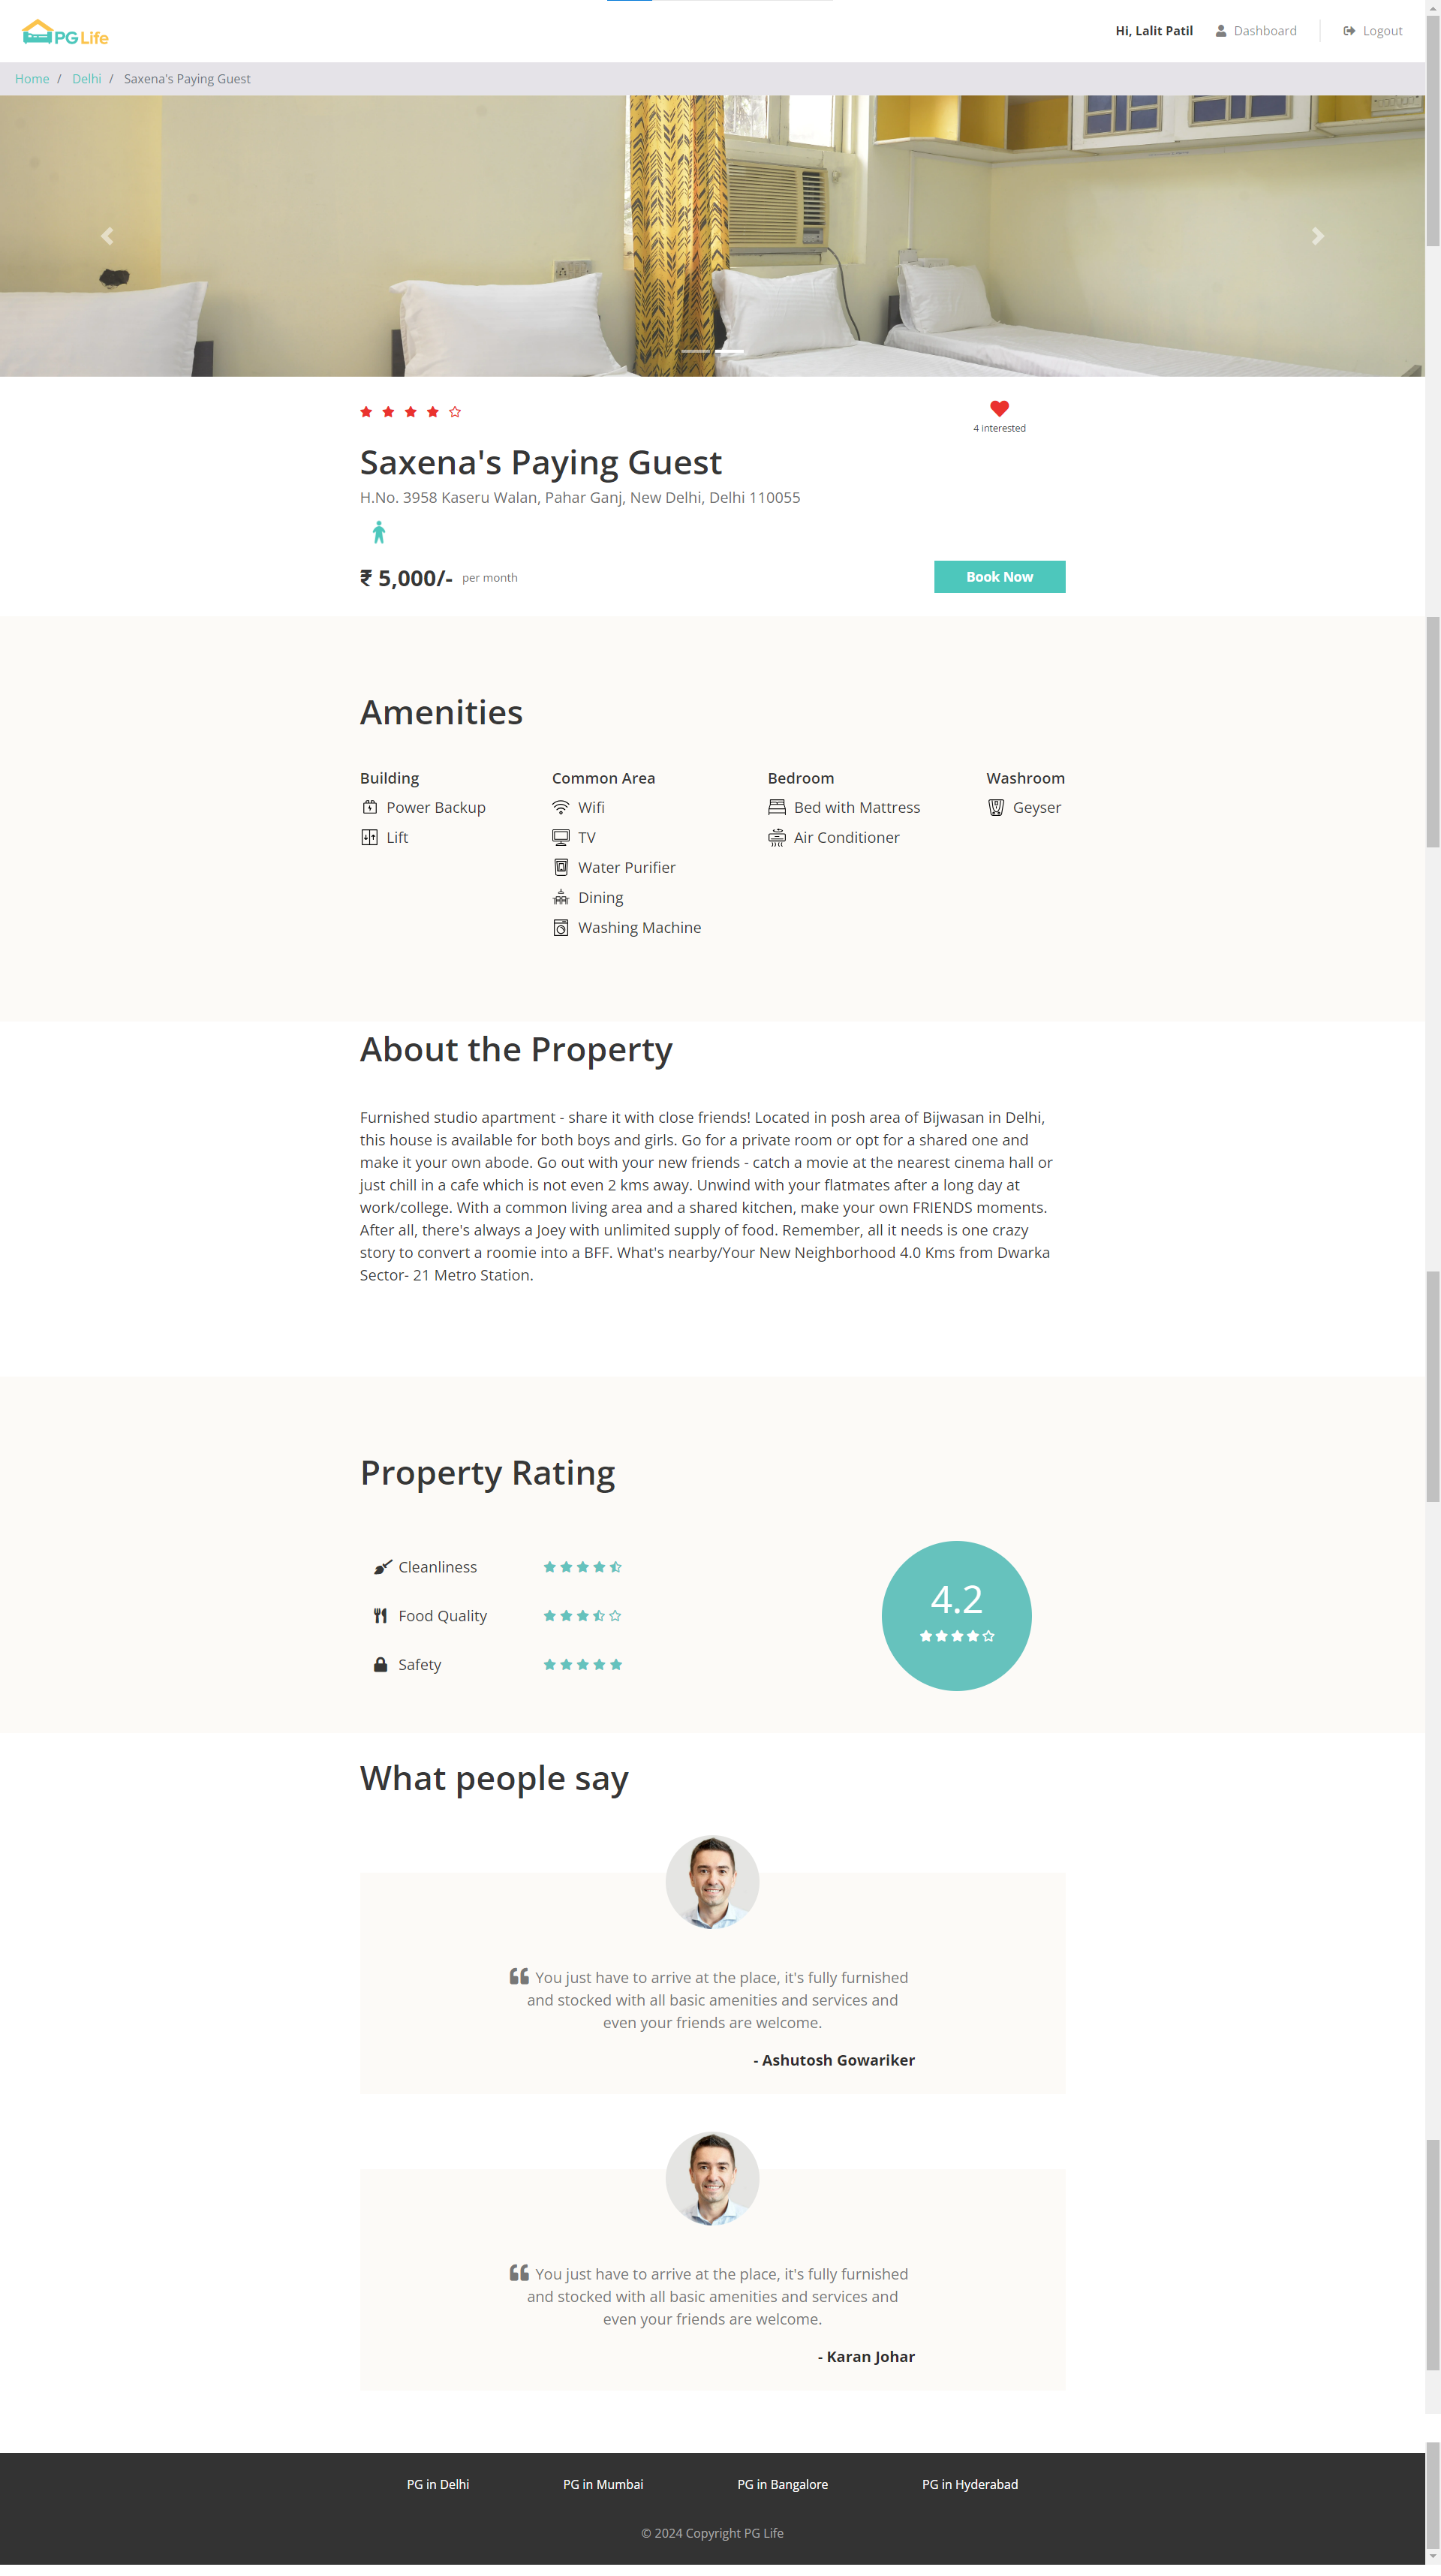 PG Life
Hi, Lalit Patil
Dashboard
Logout
Home / Delhi / Saxena's Paying Guest
4 interested
Saxena's Paying Guest
H.No. 3958 Kaseru Walan, Pahar Ganj, New Delhi, Delhi 110055
₹ 5,000/- per month
Book Now
Amenities
Building
Power Backup
Lift
Common Area
Wifi
TV
Water Purifier
Dining
Washing Machine
Bedroom
Bed with Mattress
Air Conditioner
Washroom
Geyser
About the Property
Furnished studio apartment - share it with close friends! Located in posh area of Bijwasan in Delhi,
this house is available for both boys and girls. Go for a private room or opt for a shared one and
make it your own abode. Go out with your new friends - catch a movie at the nearest cinema hall or
just chill in a cafe which is not even 2 kms away. Unwind with your flatmates after a long day at
work/college. With a common living area and a shared kitchen, make your own FRIENDS moments.
After all, there's always a Joey with unlimited supply of food. Remember, all it needs is one crazy
story to convert a roomie into a BFF. What's nearby/Your New Neighborhood 4.0 Kms from Dwarka
Sector- 21 Metro Station.
Property Rating
Cleanliness
Food Quality
Safety
4.2
What people say
❝ You just have to arrive at the place, it's fully furnished
and stocked with all basic amenities and services and
even your friends are welcome.
- Ashutosh Gowariker
❝ You just have to arrive at the place, it's fully furnished
and stocked with all basic amenities and services and
even your friends are welcome.
- Karan Johar
PG in Delhi
PG in Mumbai
PG in Bangalore
PG in Hyderabad
© 2024 Copyright PG Life